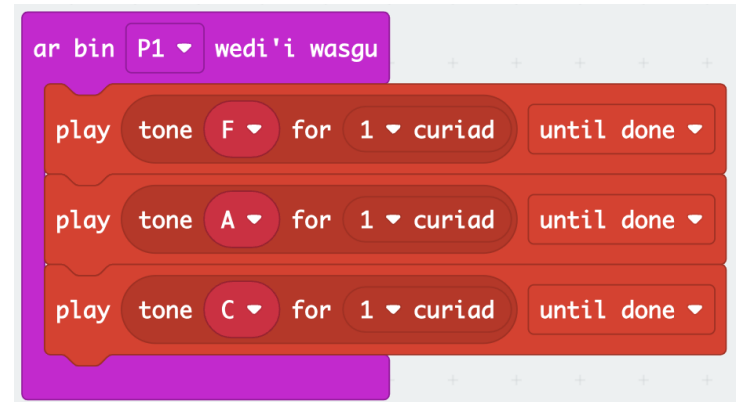 ar bin P1 wedi'i wasgu
play tone F for 1 curiad until done
play tone A for 1 curiad until done
play tone C for 1 curiad until done